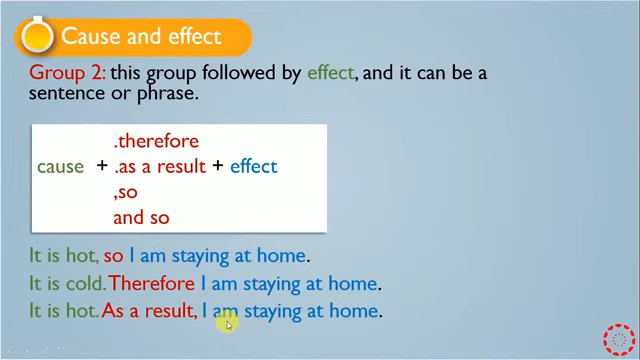 Cause and effect
Group 2: this group followed by effect, and it can be a
sentence or phrase.
.therefore
cause + .as a result + effect
,so
and so
It is hot, so I am staying at home.
It is cold. Therefore I am staying at home.
It is hot. As a result, I am staying at home.